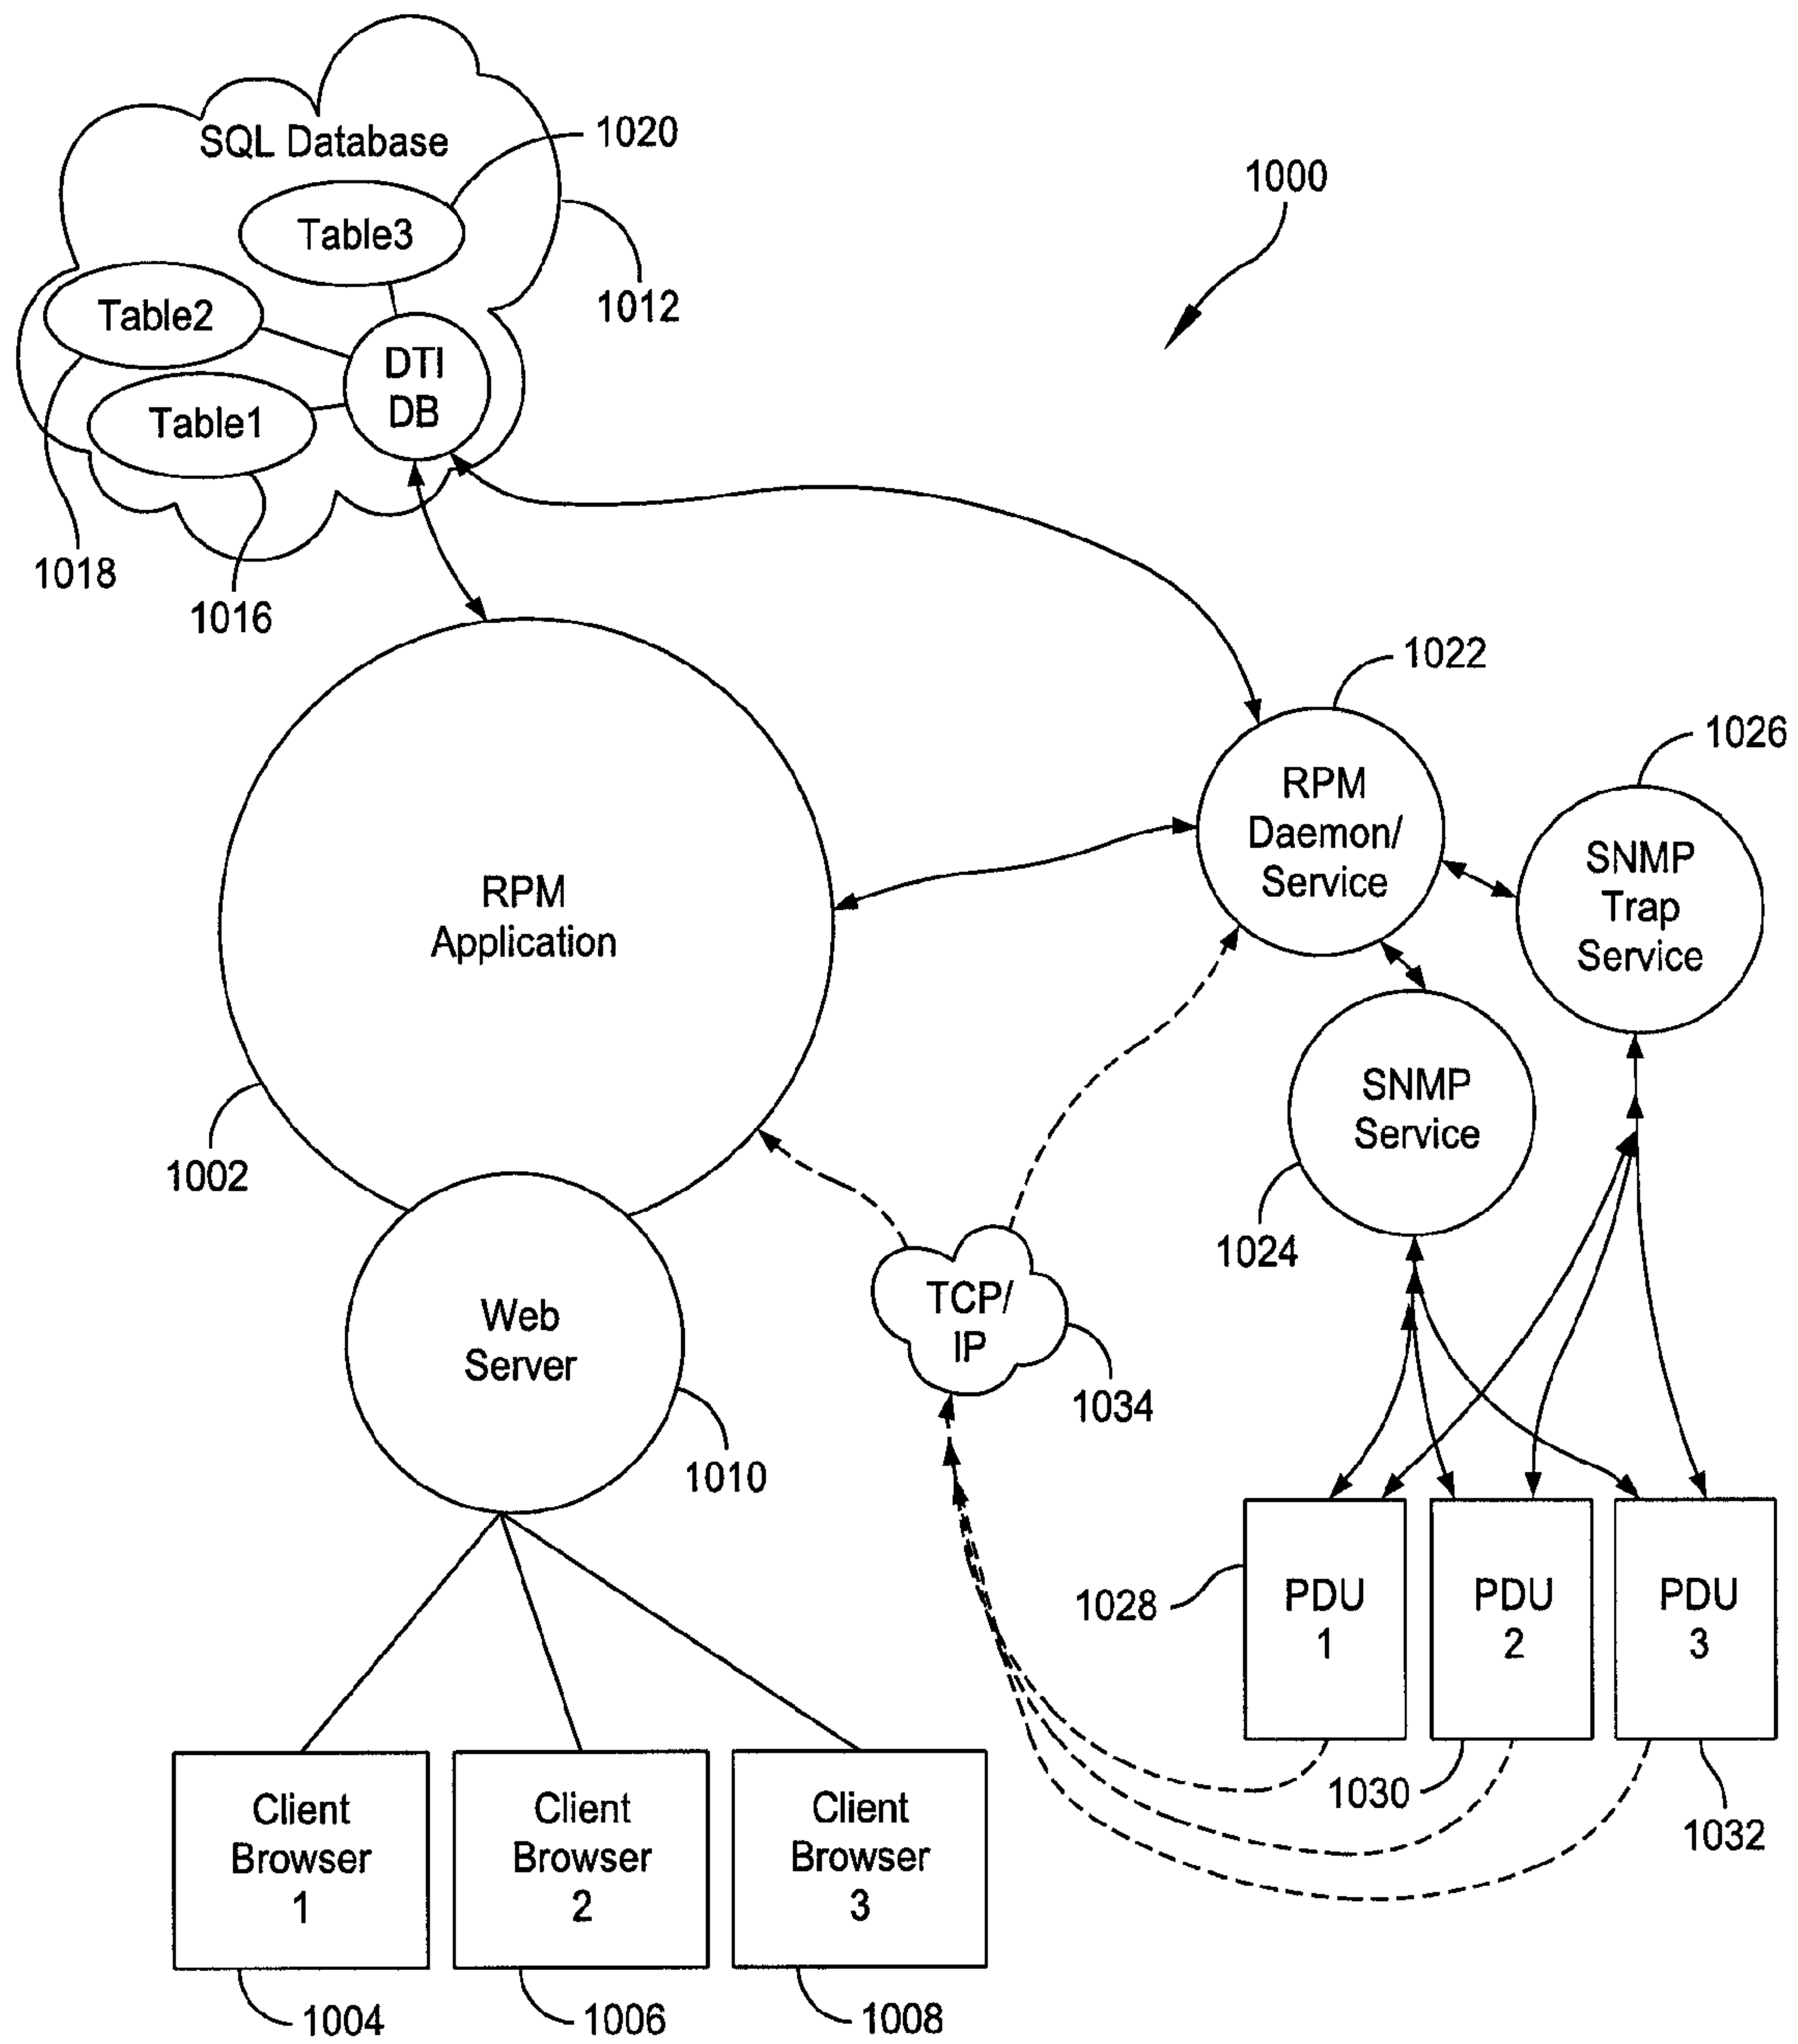 SQL Database
1020
1000
Table3
1012
Table2
DTI
DB
Table1
1018
1016
1022
1026
RPM
Daemon/
Service
SNMP
Trap
Service
RPM
Application
SNMP
Service
1002
1024
TCP/
IP
Web
Server
1034
1010
1028
PDU
1
PDU
2
PDU
3
1030
1032
Client
Browser
1
Client
Browser
2
Client
Browser
3
1004
1006
1008